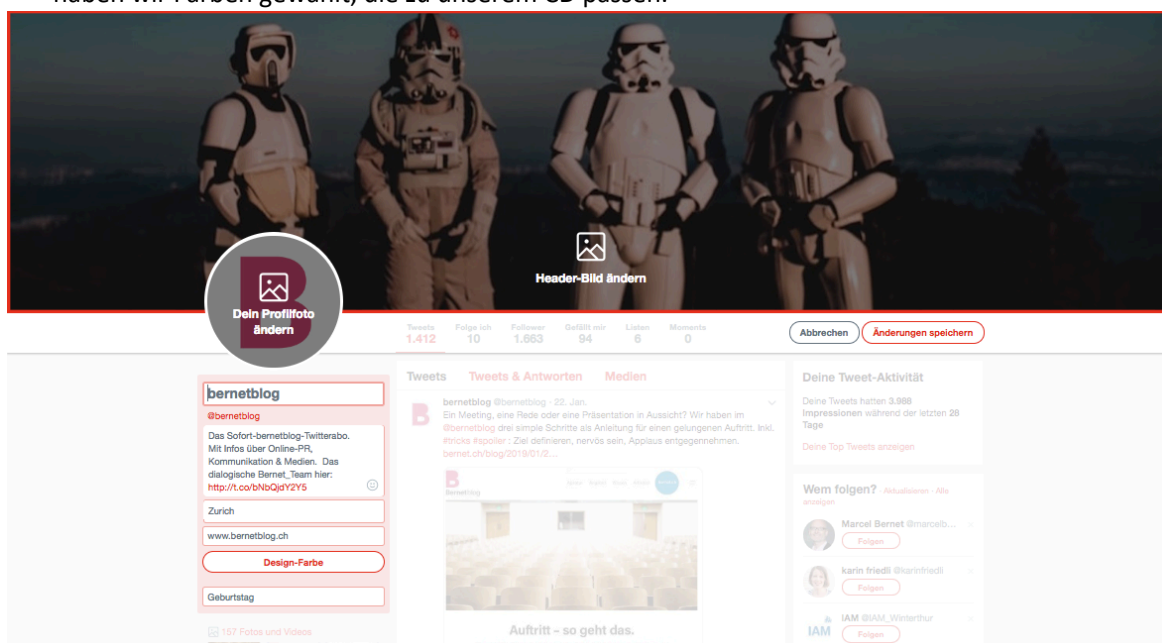 haben wir Farben gewählt, die zu unserem CD passen.
Header-Bild ändern
B
Dein Profilfoto
ändern
Tweets Folge ich Follower Gefällt mir Listen Moments
1.412 10 1.663 94 6 0
Abbrechen
Änderungen speichern
bernetblog
@bernetblog
Das Sofort-bernetblog-Twitterabo.
Mit Infos über Online-PR,
Kommunikation & Medien. Das
dialogische Bernet_Team hier:
http://t.co/bNbQjdY2Y5
Zurich
www.bernetblog.ch
Design-Farbe
Geburtstag
157 Fotos und Videos
Tweets Tweets & Antworten Medien
B
bernetblog @bernetblog · 22. Jan.
Ein Meeting, eine Rede oder eine Präsentation in Aussicht? Wir haben im
@bernetblog drei simple Schritte als Anleitung für einen gelungenen Auftritt. Inkl.
#tricks #spoiler : Ziel definieren, nervös sein, Applaus entgegennehmen.
bernet.ch/blog/2019/01/2...
B
Bernetblog
Auftritt – so geht das.
Deine Tweet-Aktivität
Deine Tweets hatten 3.988
Impressionen während der letzten 28
Tage
Deine Top Tweets anzeigen
Wem folgen? · Aktualisieren · Alle
anzeigen
Marcel Bernet @marcelb...
Folgen
karin friedli @karinfriedli
Folgen
IAM @IAM_Winterthur
IAM
Folgen